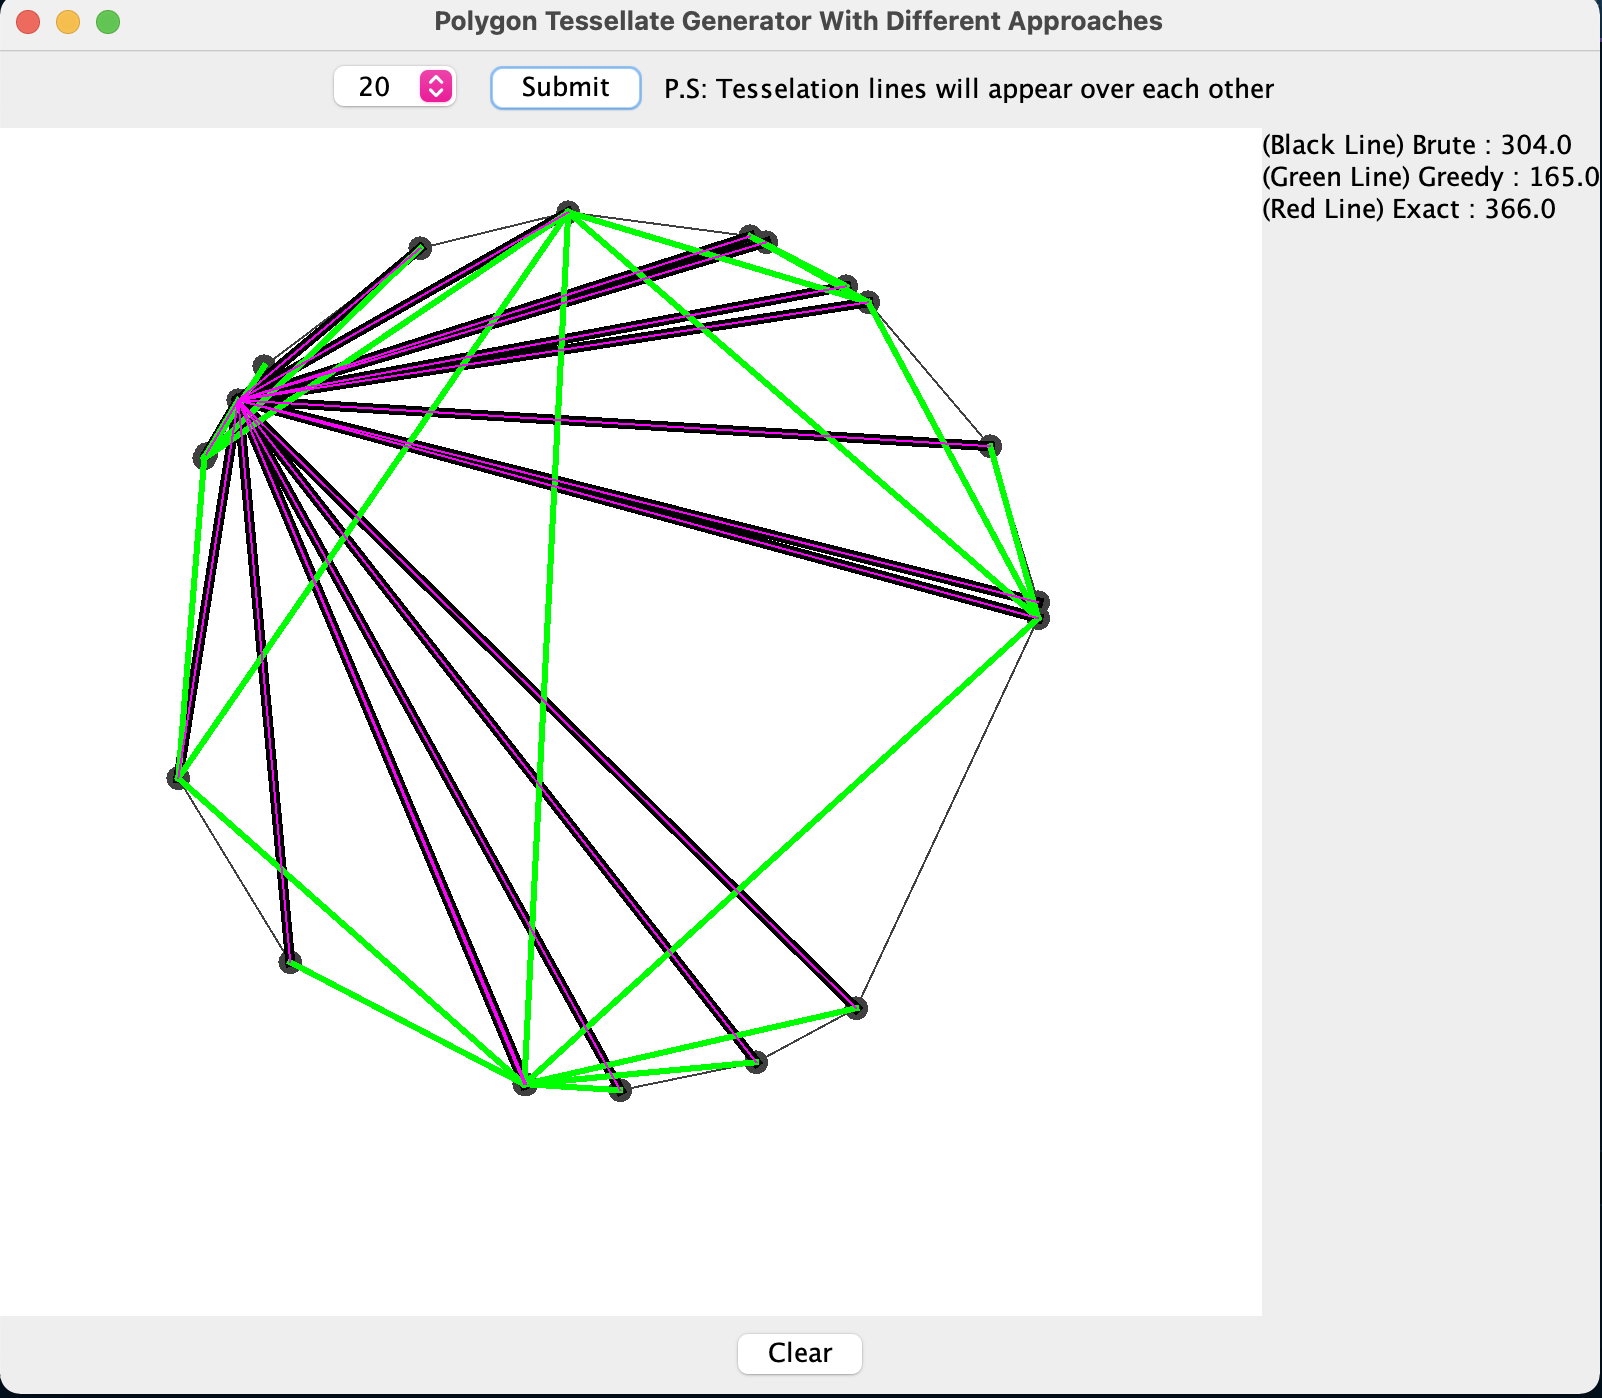 Polygon Tessellate Generator With Different Approaches
20 Submit P.S: Tesselation lines will appear over each other
(Black Line) Brute : 304.0
(Green Line) Greedy : 165.0
(Red Line) Exact : 366.0
Clear